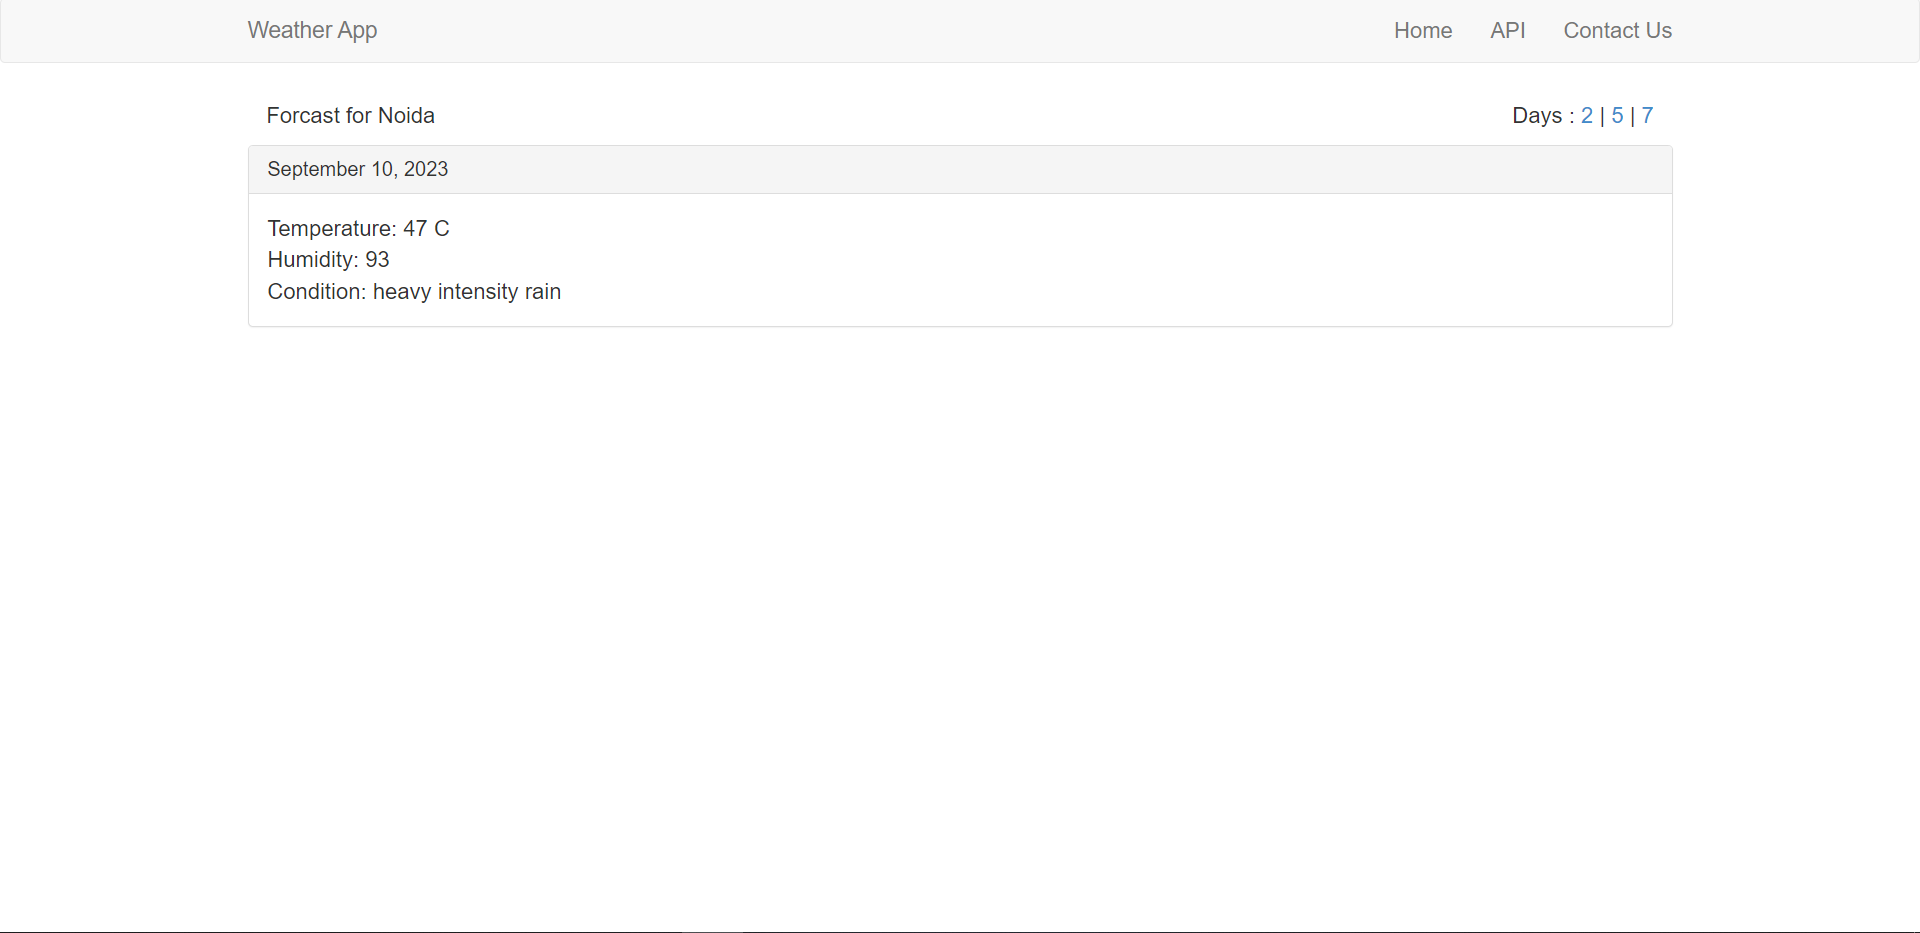 Weather App Home API Contact Us
Forcast for Noida Days : 2 | 5 | 7
September 10, 2023
Temperature: 47 C
Humidity: 93
Condition: heavy intensity rain